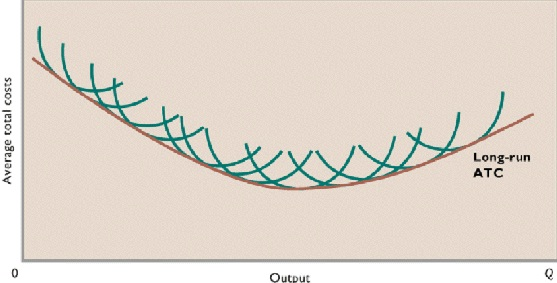 Average total costs
Long-run
ATC
0
Output
Q